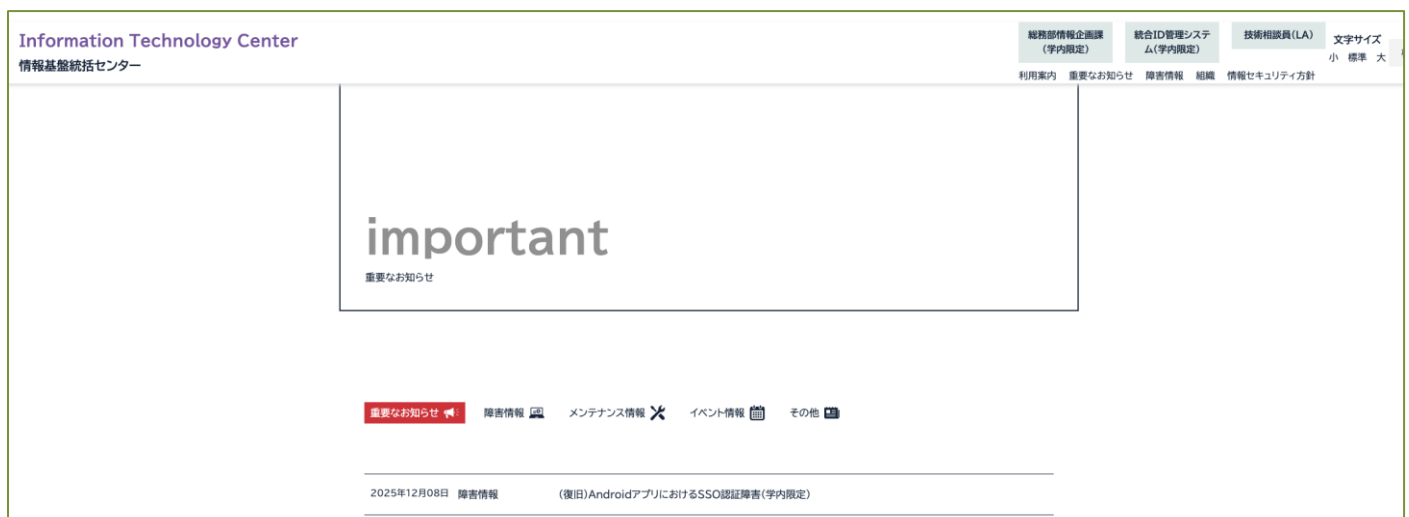 Information Technology Center
情報基盤統括センター
総務部情報企画課
(学内限定)
統合ID管理システ
ム(学内限定)
技術相談員(LA)
文字サイズ
小 標準 大
利用案内 重要なお知らせ 障害情報 組織 情報セキュリティ方針
important
重要なお知らせ
重要なお知らせ 障害情報 メンテナンス情報 イベント情報 その他
2025年12月08日 障害情報 (復旧)AndroidアプリにおけるSSO認証障害(学内限定)